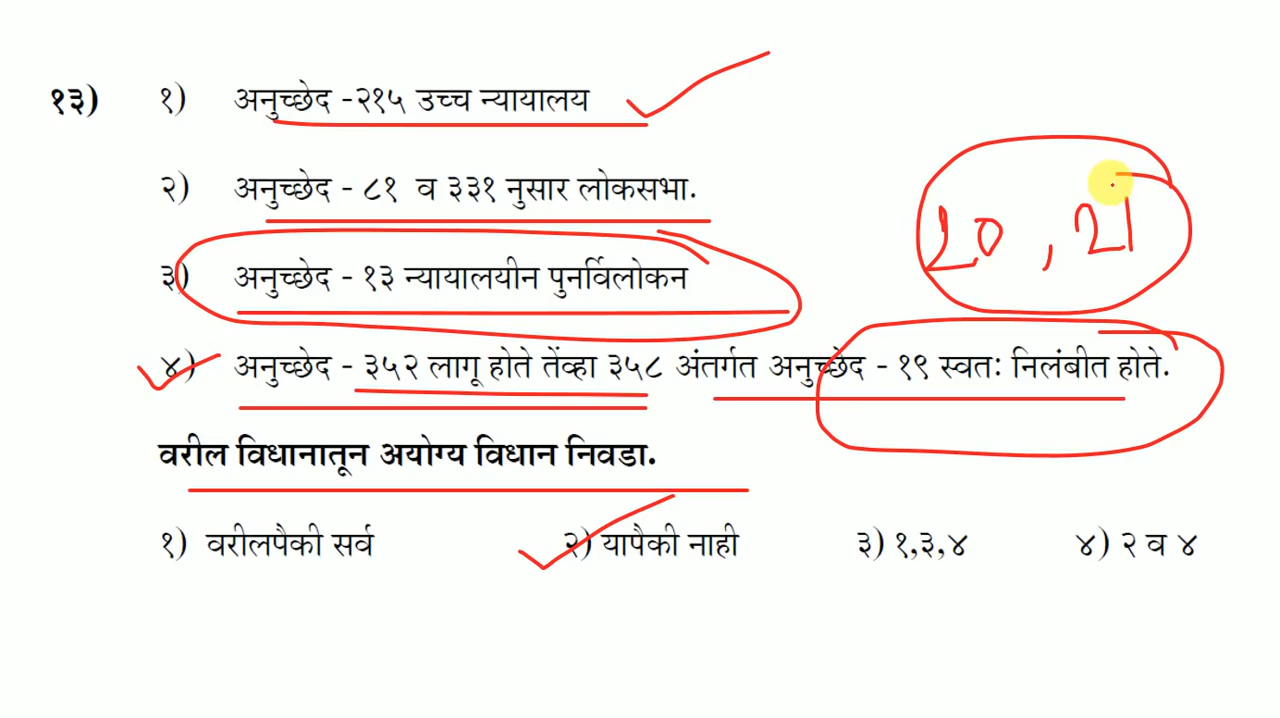 १३) १) अनुच्छेद -२१५ उच्च न्यायालय
२) अनुच्छेद - ८१ व ३३१ नुसार लोकसभा.
20 , 21
३) अनुच्छेद - १३ न्यायालयीन पुनर्विलोकन
४) अनुच्छेद - ३५२ लागू होते तेंव्हा ३५८ अंतर्गत अनुच्छेद - १९ स्वतः निलंबीत होते.
वरील विधानातून अयोग्य विधान निवडा.
१) वरीलपैकी सर्व २) यापैकी नाही ३) १,३,४ ४) २ व ४